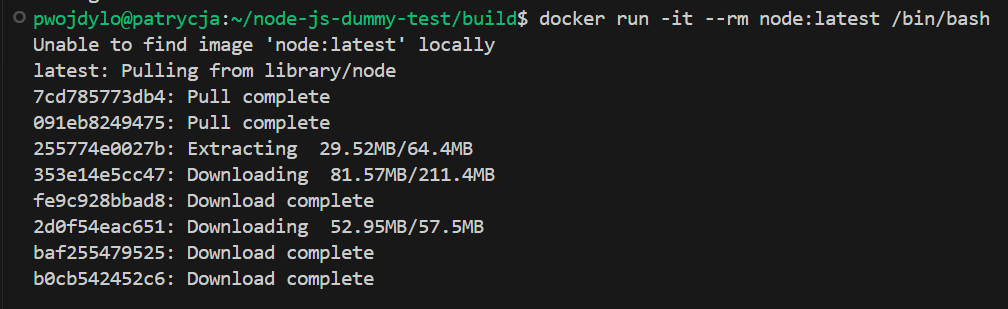 pwojdylo@patrycja:~/node-js-dummy-test/build$ docker run -it --rm node:latest /bin/bash
Unable to find image 'node:latest' locally
latest: Pulling from library/node
7cd785773db4: Pull complete
091eb8249475: Pull complete
255774e0027b: Extracting  29.52MB/64.4MB
353e14e5cc47: Downloading  81.57MB/211.4MB
fe9c928bbad8: Download complete
2d0f54eac651: Downloading  52.95MB/57.5MB
baf255479525: Download complete
b0cb542452c6: Download complete